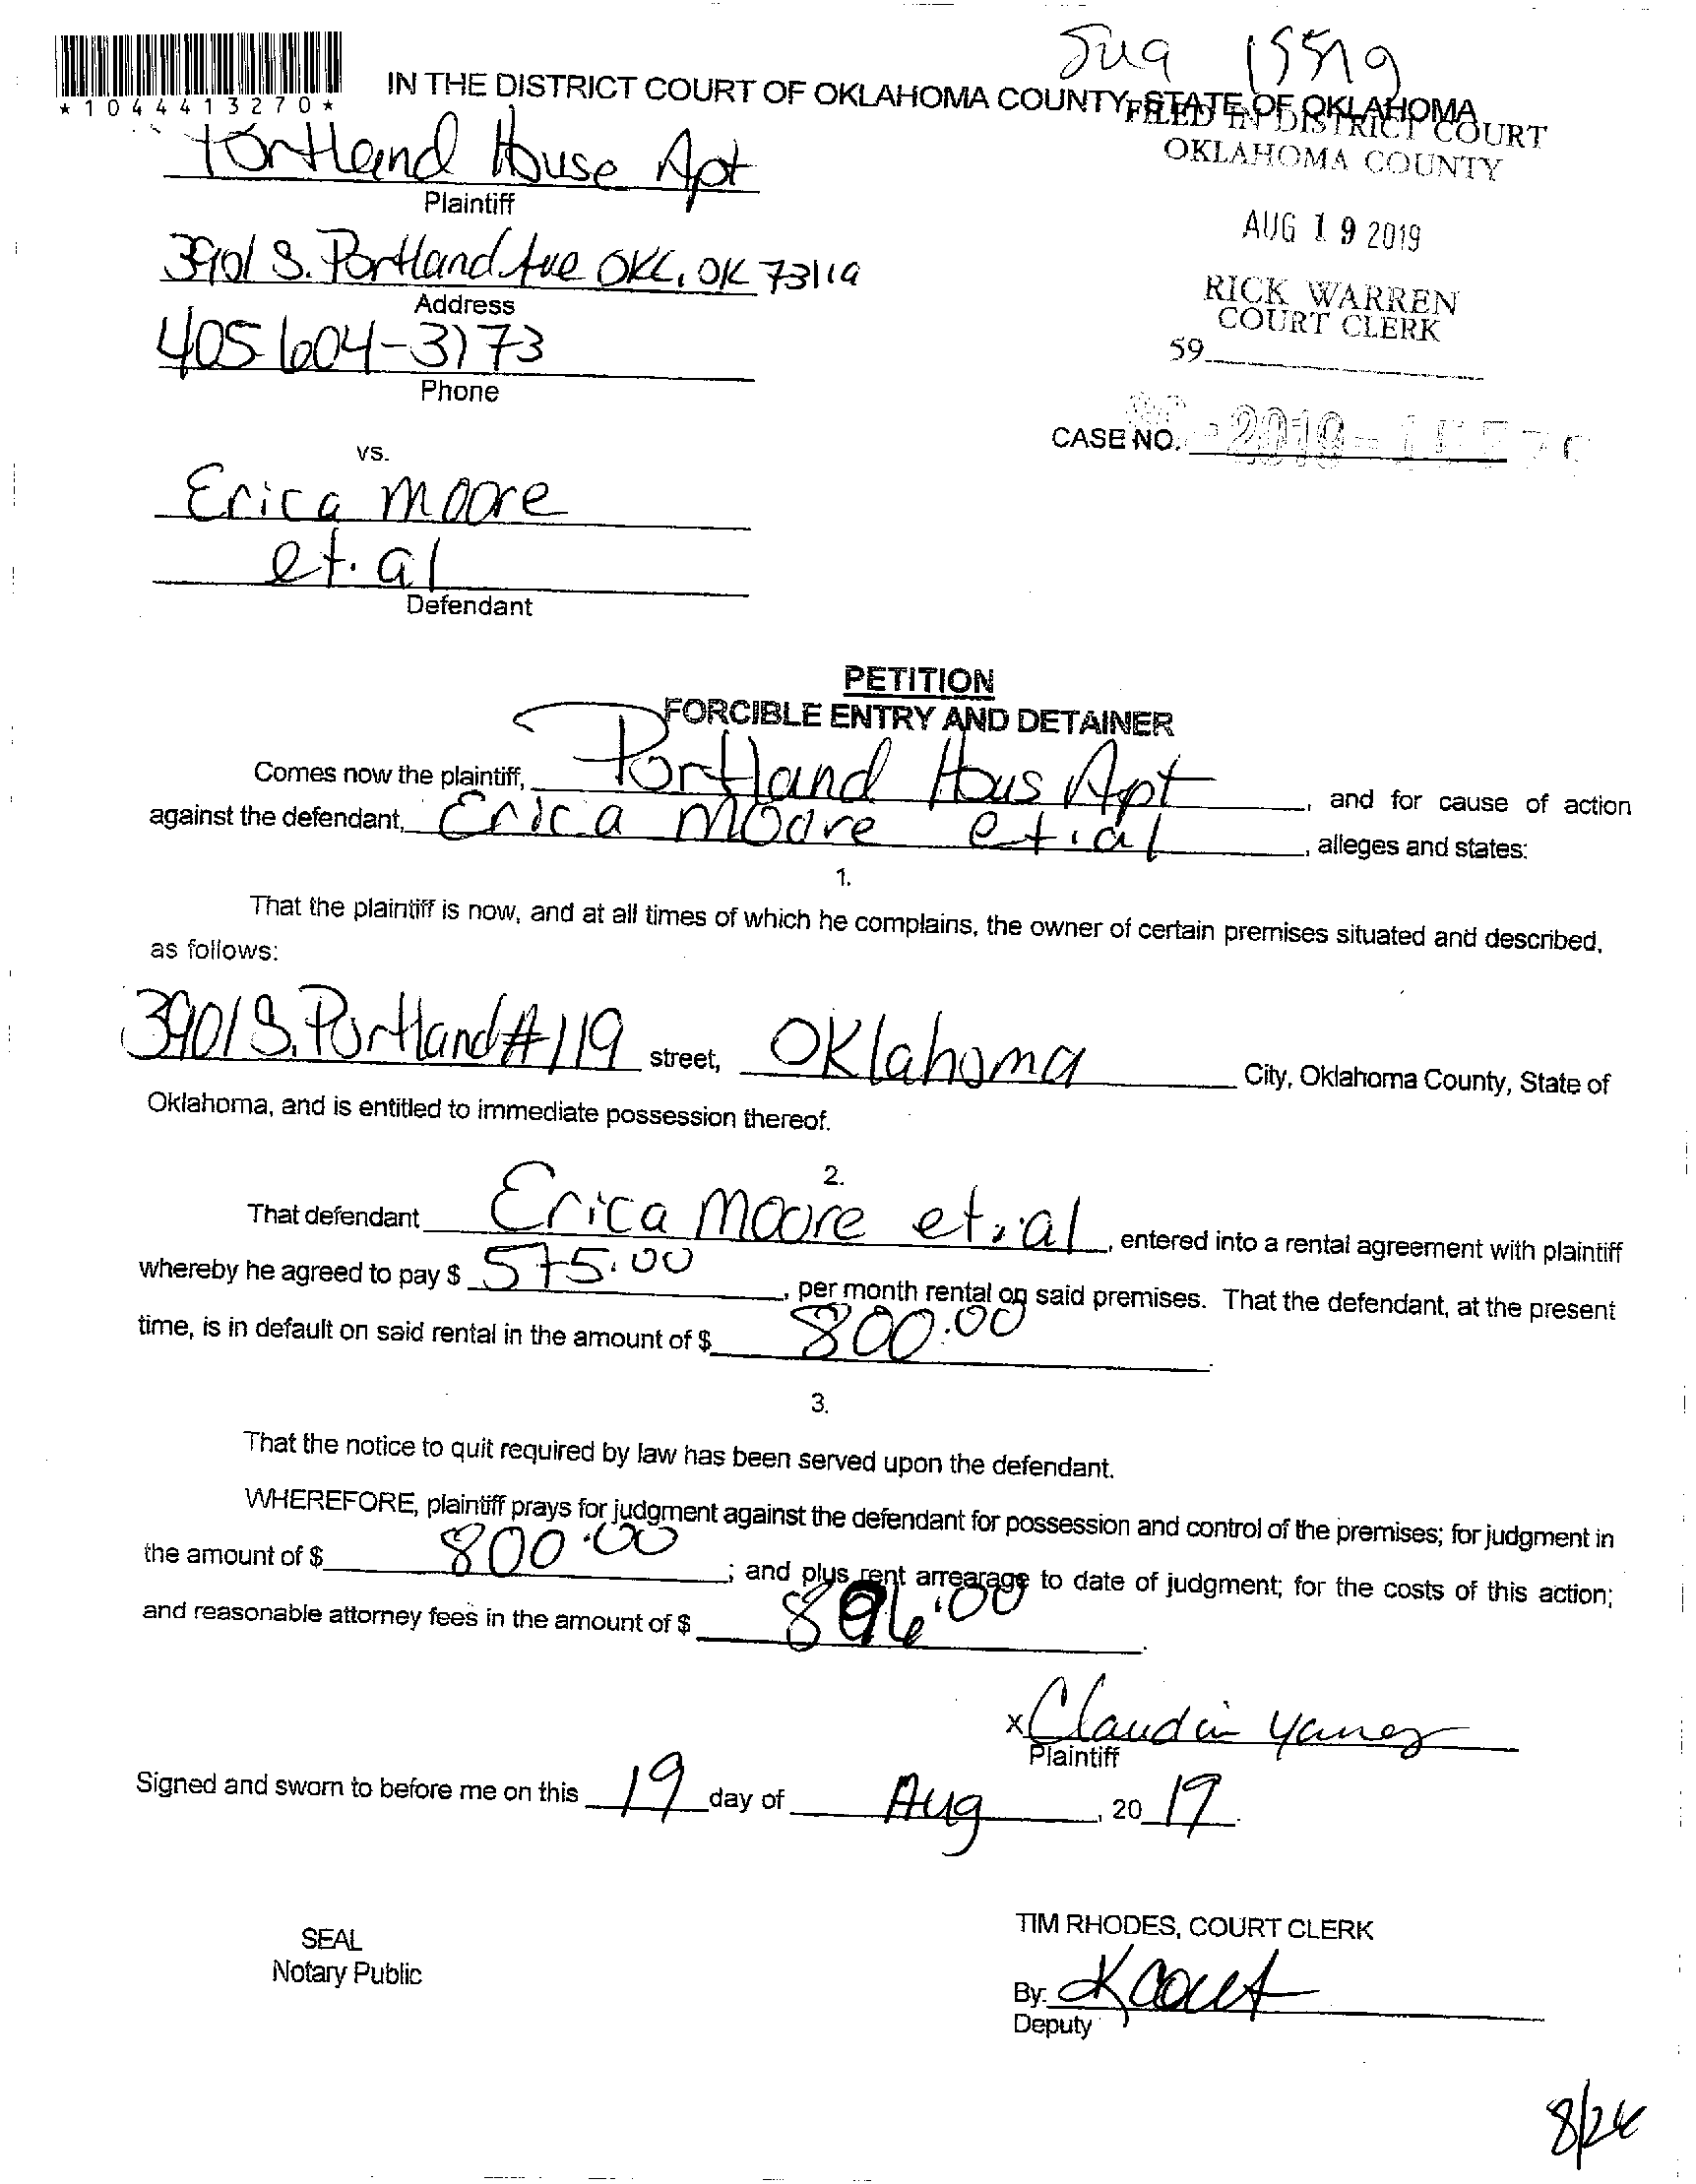 15519
*1044413270*
IN THE DISTRICT COURT OF OKLAHOMA COUNTY, STATE OF OKLAHOMA
FILED IN DISTRICT COURT
OKLAHOMA COUNTY
Portland House Apt
Plaintiff
AUG 19 2019
3901 S. Portland Ave OKC, OK 73119
Address
RICK WARREN
COURT CLERK
405 604-3173
59
Phone
CASE NO. -2019-
vs.
Erica Moore
et. al
Defendant
PETITION
FORCIBLE ENTRY AND DETAINER
Comes now the plaintiff, Portland Hous Apt, and for cause of action
against the defendant, Erica Moore et.al, alleges and states:
1.
That the plaintiff is now, and at all times of which he complains, the owner of certain premises situated and described,
as follows:
3901 S. Portland #119 street, Oklahoma City, Oklahoma County, State of
Oklahoma, and is entitled to immediate possession thereof.
2.
That defendant Erica Moore et.al, entered into a rental agreement with plaintiff
whereby he agreed to pay $ 575.00, per month rental on said premises. That the defendant, at the present
time, is in default on said rental in the amount of $ 800.00.
3.
That the notice to quit required by law has been served upon the defendant.
WHEREFORE, plaintiff prays for judgment against the defendant for possession and control of the premises; for judgment in
the amount of $ 800.00; and plus rent arrearage to date of judgment; for the costs of this action;
and reasonable attorney fees in the amount of $ 896.00.
x Claudia Yanez
Plaintiff
Signed and sworn to before me on this 19 day of Aug, 20 19.
SEAL
Notary Public
TIM RHODES, COURT CLERK
By:
Deputy